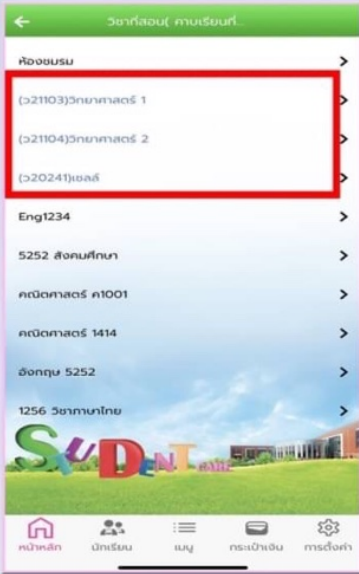 วิชาที่สอน( คาบเรียนที่...
ห้องชมรม
(ว21103)วิทยาศาสตร์ 1
(ว21104)วิทยาศาสตร์ 2
(ว20241)เซลล์
Eng1234
5252 สังคมศึกษา
คณิตศาสตร์ ค1001
คณิตศาสตร์ 1414
อังกฤษ 5252
1256 วิชาภาษาไทย
STUDENT CARE
หน้าหลัก นักเรียน เมนู กระเป๋าเงิน การตั้งค่า